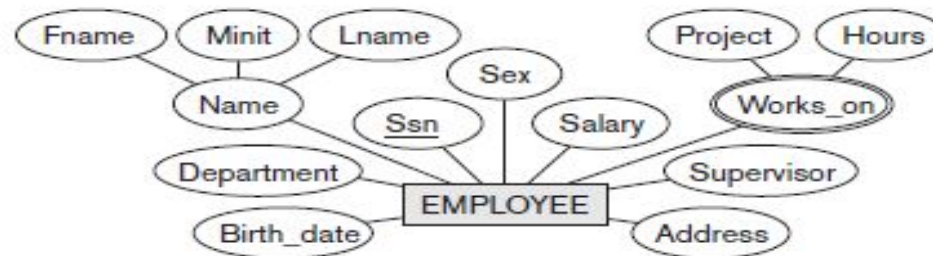 Fname
Minit
Lname
Project
Hours
Name
Sex
Works_on
Ssn
Salary
Department
Supervisor
EMPLOYEE
Birth_date
Address